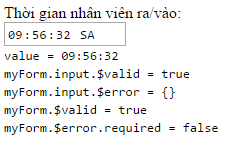 Thời gian nhân viên ra/vào:
09:56:32 SA
value = 09:56:32
myForm.input.$valid = true
myForm.input.$error = {}
myForm.$valid = true
myForm.$error.required = false